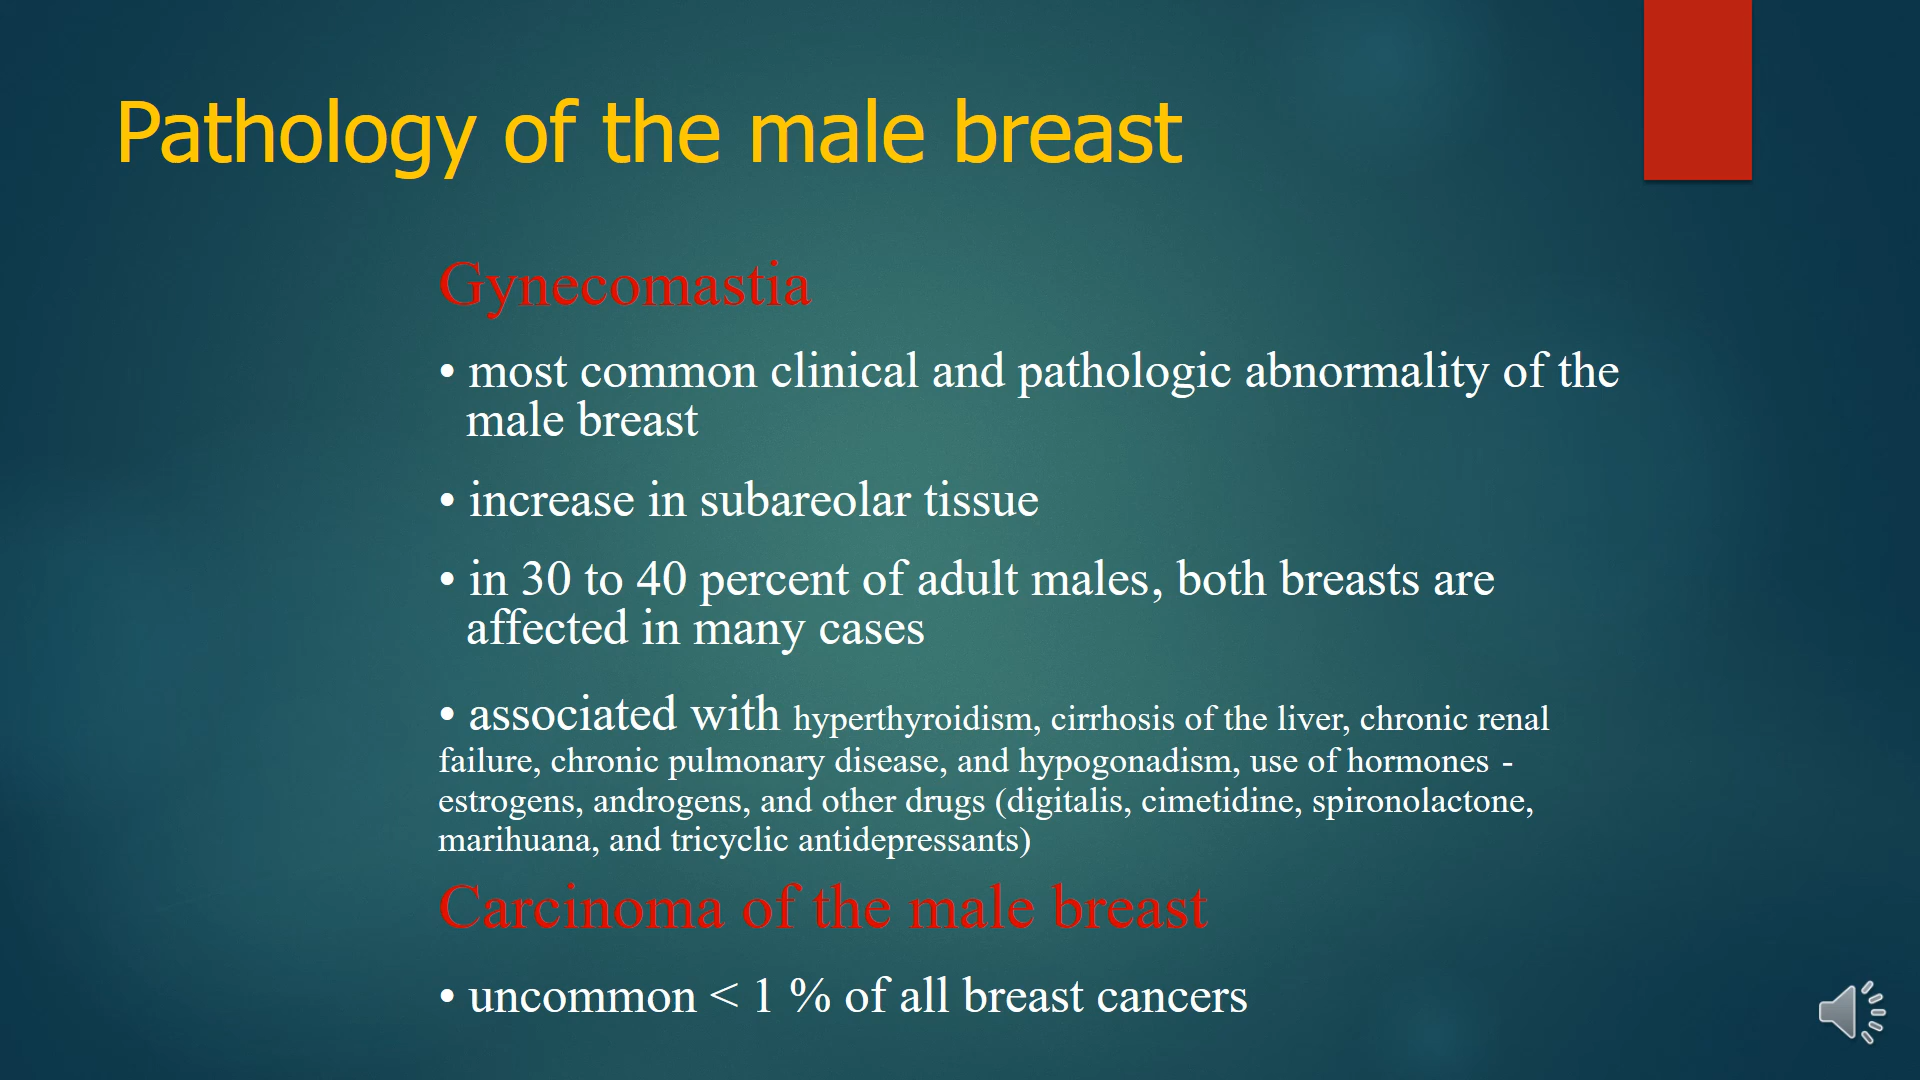 Pathology of the male breast
Gynecomastia
• most common clinical and pathologic abnormality of the
male breast
• increase in subareolar tissue
• in 30 to 40 percent of adult males, both breasts are
affected in many cases
• associated with hyperthyroidism, cirrhosis of the liver, chronic renal
failure, chronic pulmonary disease, and hypogonadism, use of hormones -
estrogens, androgens, and other drugs (digitalis, cimetidine, spironolactone,
marihuana, and tricyclic antidepressants)
Carcinoma of the male breast
• uncommon < 1 % of all breast cancers